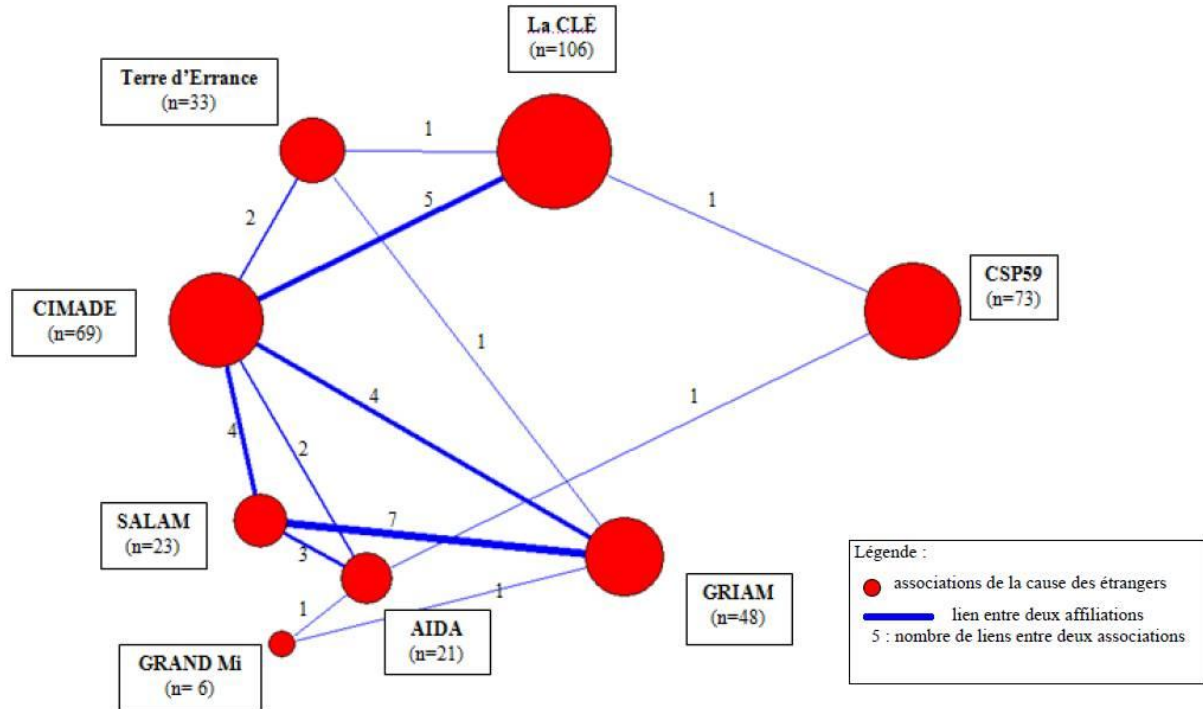 La CLÉ
(n=106)
Terre d'Errance
(n=33)
1
5
1
2
CSP59
(n=73)
CIMADE
(n=69)
1
4
1
4
2
SALAM
(n=23)
7
3
Légende :
associations de la cause des étrangers
lien entre deux affiliations
5 : nombre de liens entre deux associations
1
1
GRIAM
(n=48)
AIDA
(n=21)
GRAND Mi
(n= 6)